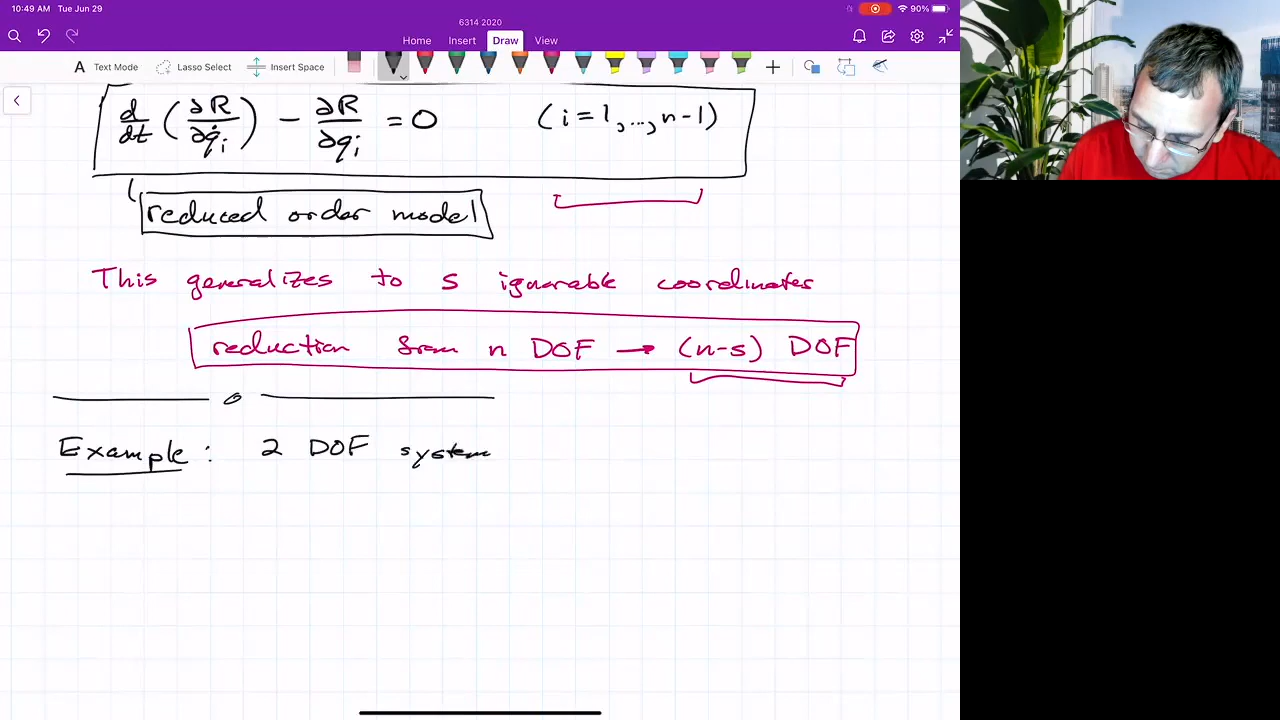 10:49 AM Tue Jun 29
90%
6314 2020
Home Insert Draw View
A Text Mode Lasso Select Insert Space
d/dt (∂R/∂q̇ᵢ) − ∂R/∂qᵢ = 0 (i = 1, ..., n − 1)
reduced order model
This generalizes to s ignorable coordinates
reduction from n DOF → (n-s) DOF
Example: 2 DOF system